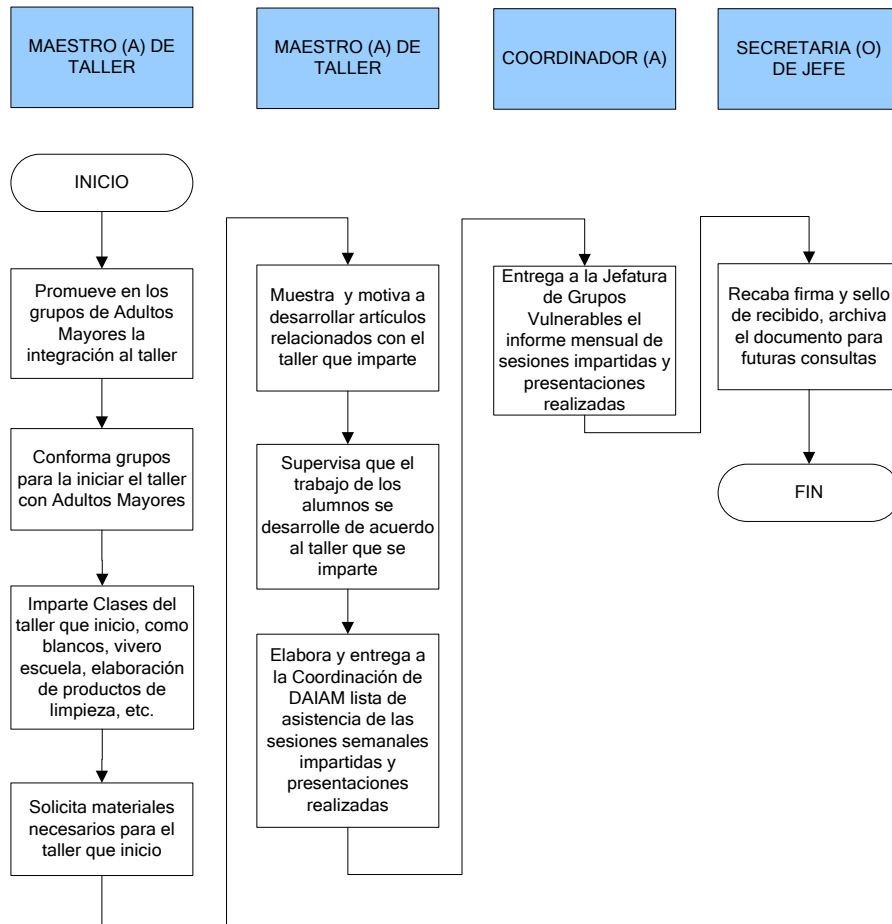 MAESTRO (A) DE
TALLER
MAESTRO (A) DE
TALLER
COORDINADOR (A)
SECRETARIA (O)
DE JEFE
INICIO
Promueve en los
grupos de Adultos
Mayores la
integración al taller
Conforma grupos
para la iniciar el taller
con Adultos Mayores
Imparte Clases del
taller que inicio, como
blancos, vivero
escuela, elaboración
de productos de
limpieza, etc.
Solicita materiales
necesarios para el
taller que inicio
Muestra y motiva a
desarrollar artículos
relacionados con el
taller que imparte
Supervisa que el
trabajo de los
alumnos se
desarrolle de acuerdo
al taller que se
imparte
Elabora y entrega a
la Coordinación de
DAIAM lista de
asistencia de las
sesiones semanales
impartidas y
presentaciones
realizadas
Entrega a la Jefatura
de Grupos
Vulnerables el
informe mensual de
sesiones impartidas y
presentaciones
realizadas
Recaba firma y sello
de recibido, archiva
el documento para
futuras consultas
FIN